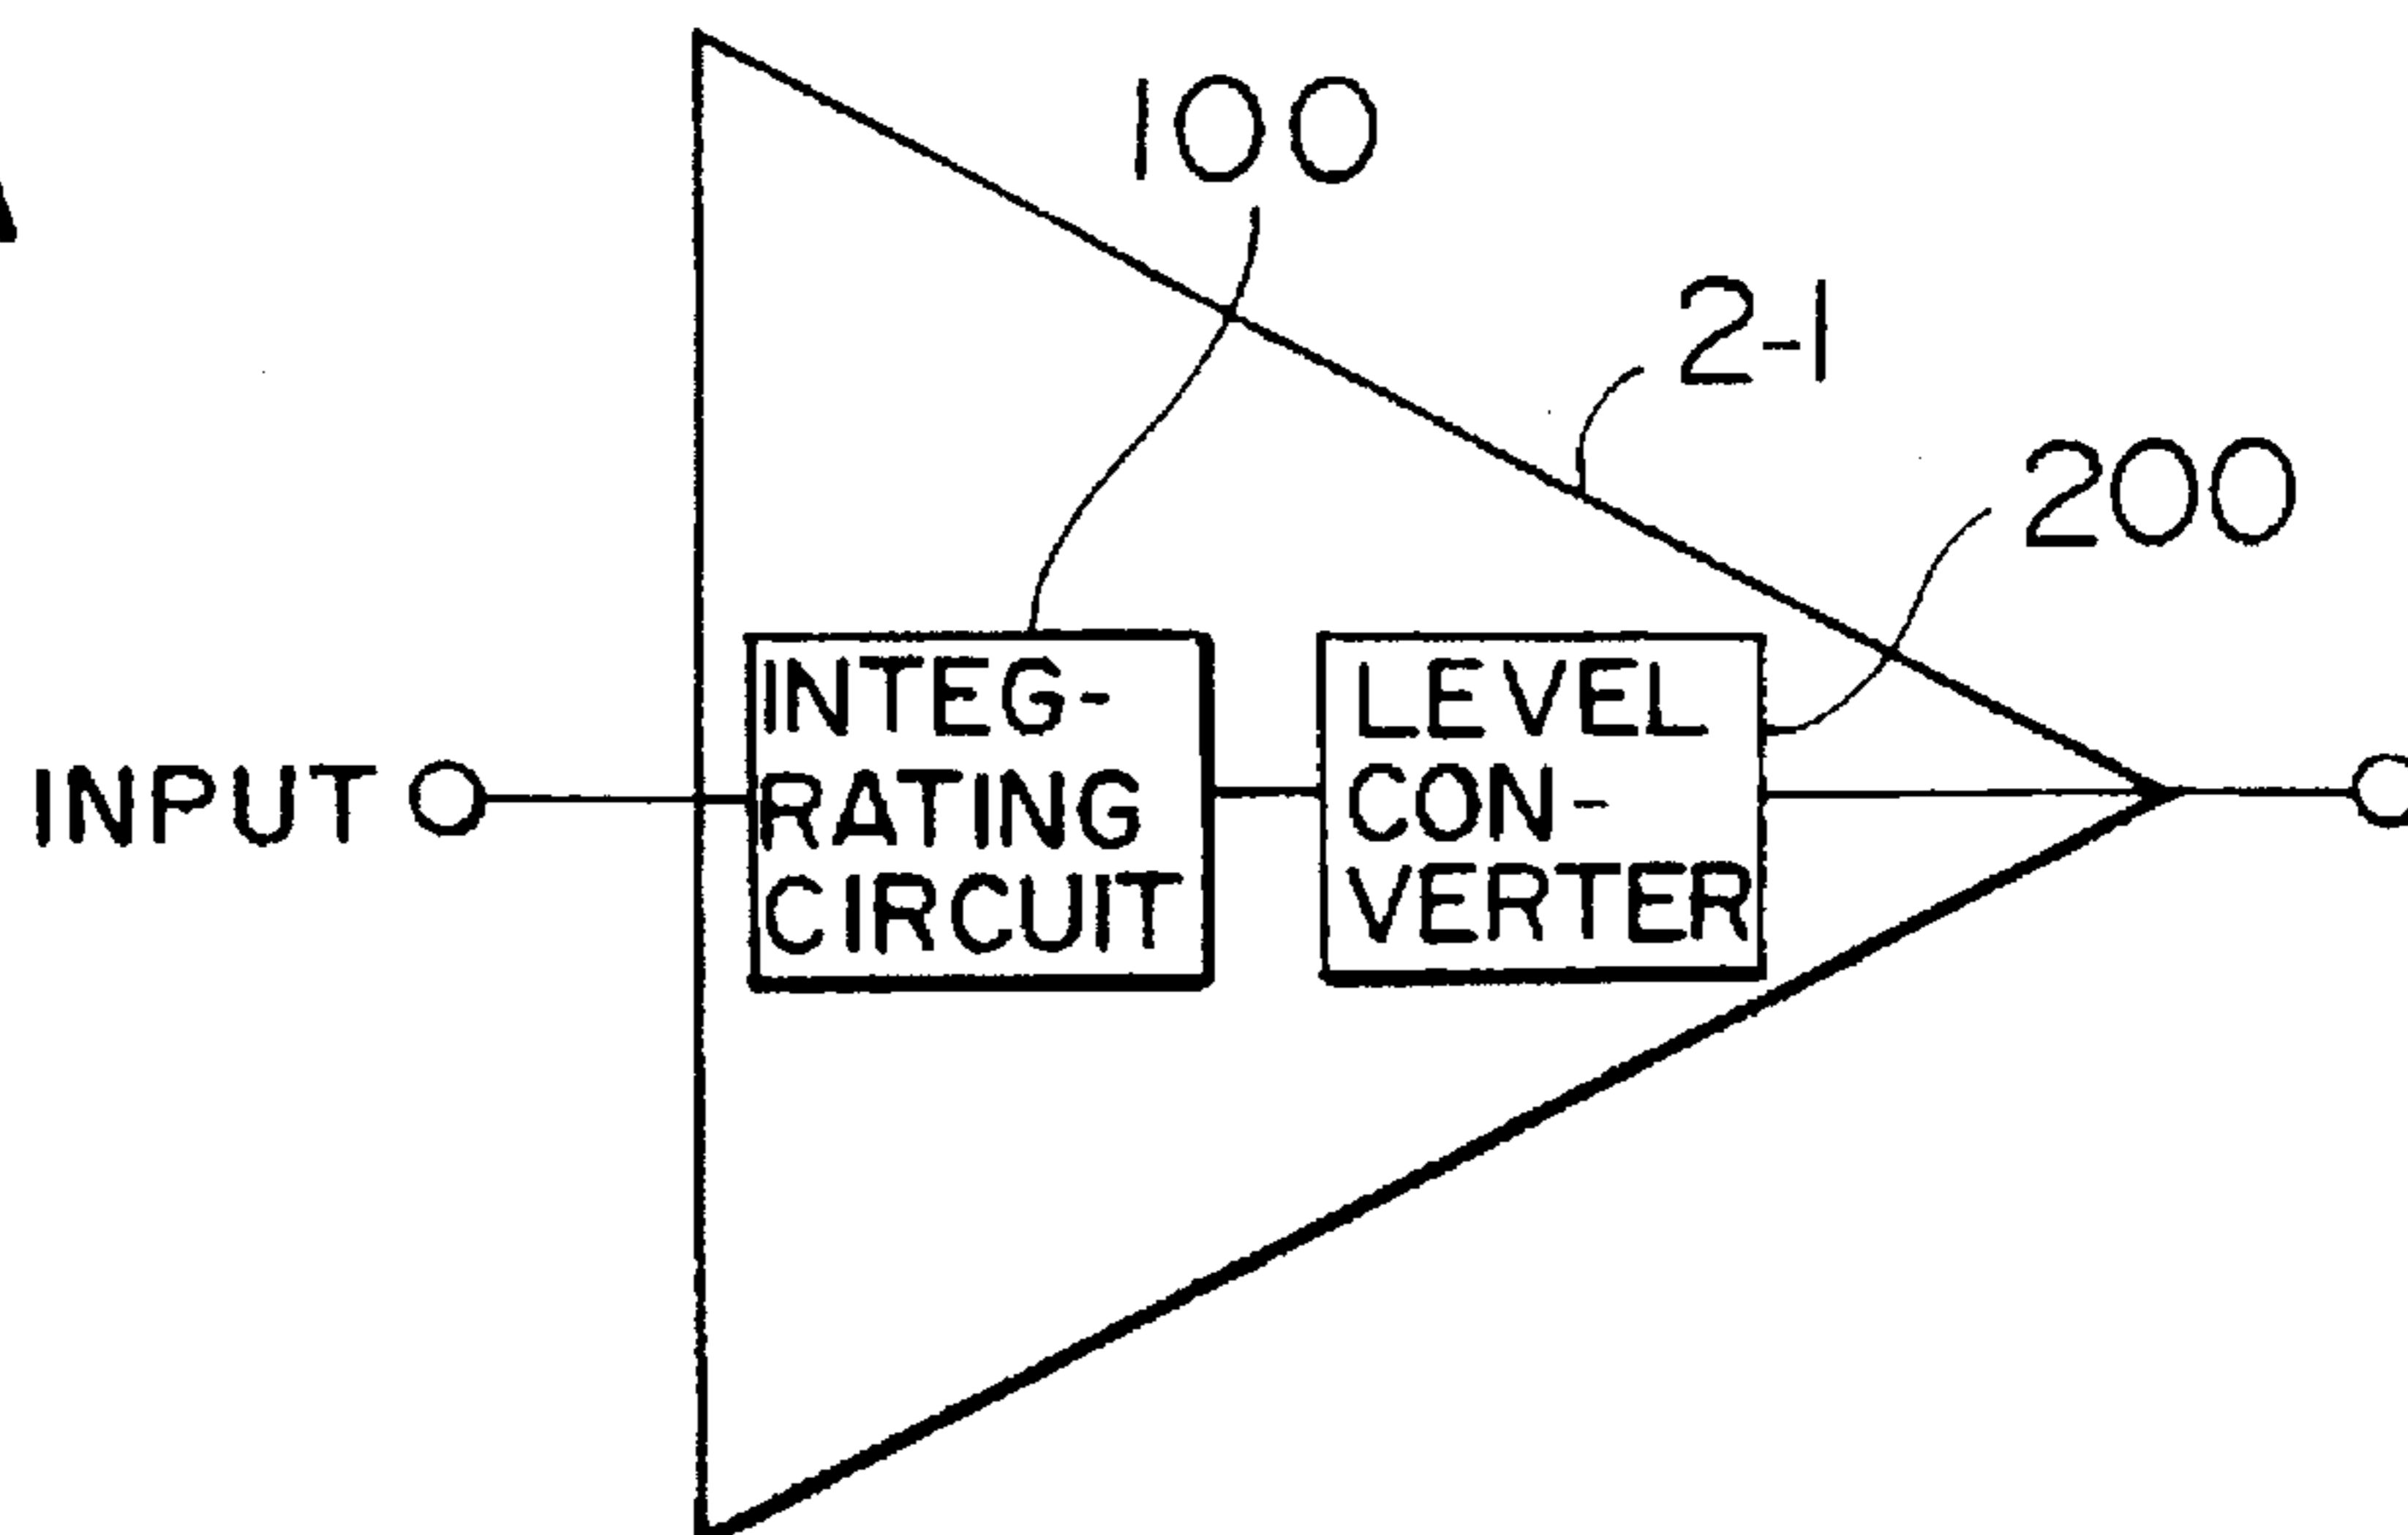 100
2-1
200
INTEG-
RATING
CIRCUIT
LEVEL
CON-
VERTER
INPUT